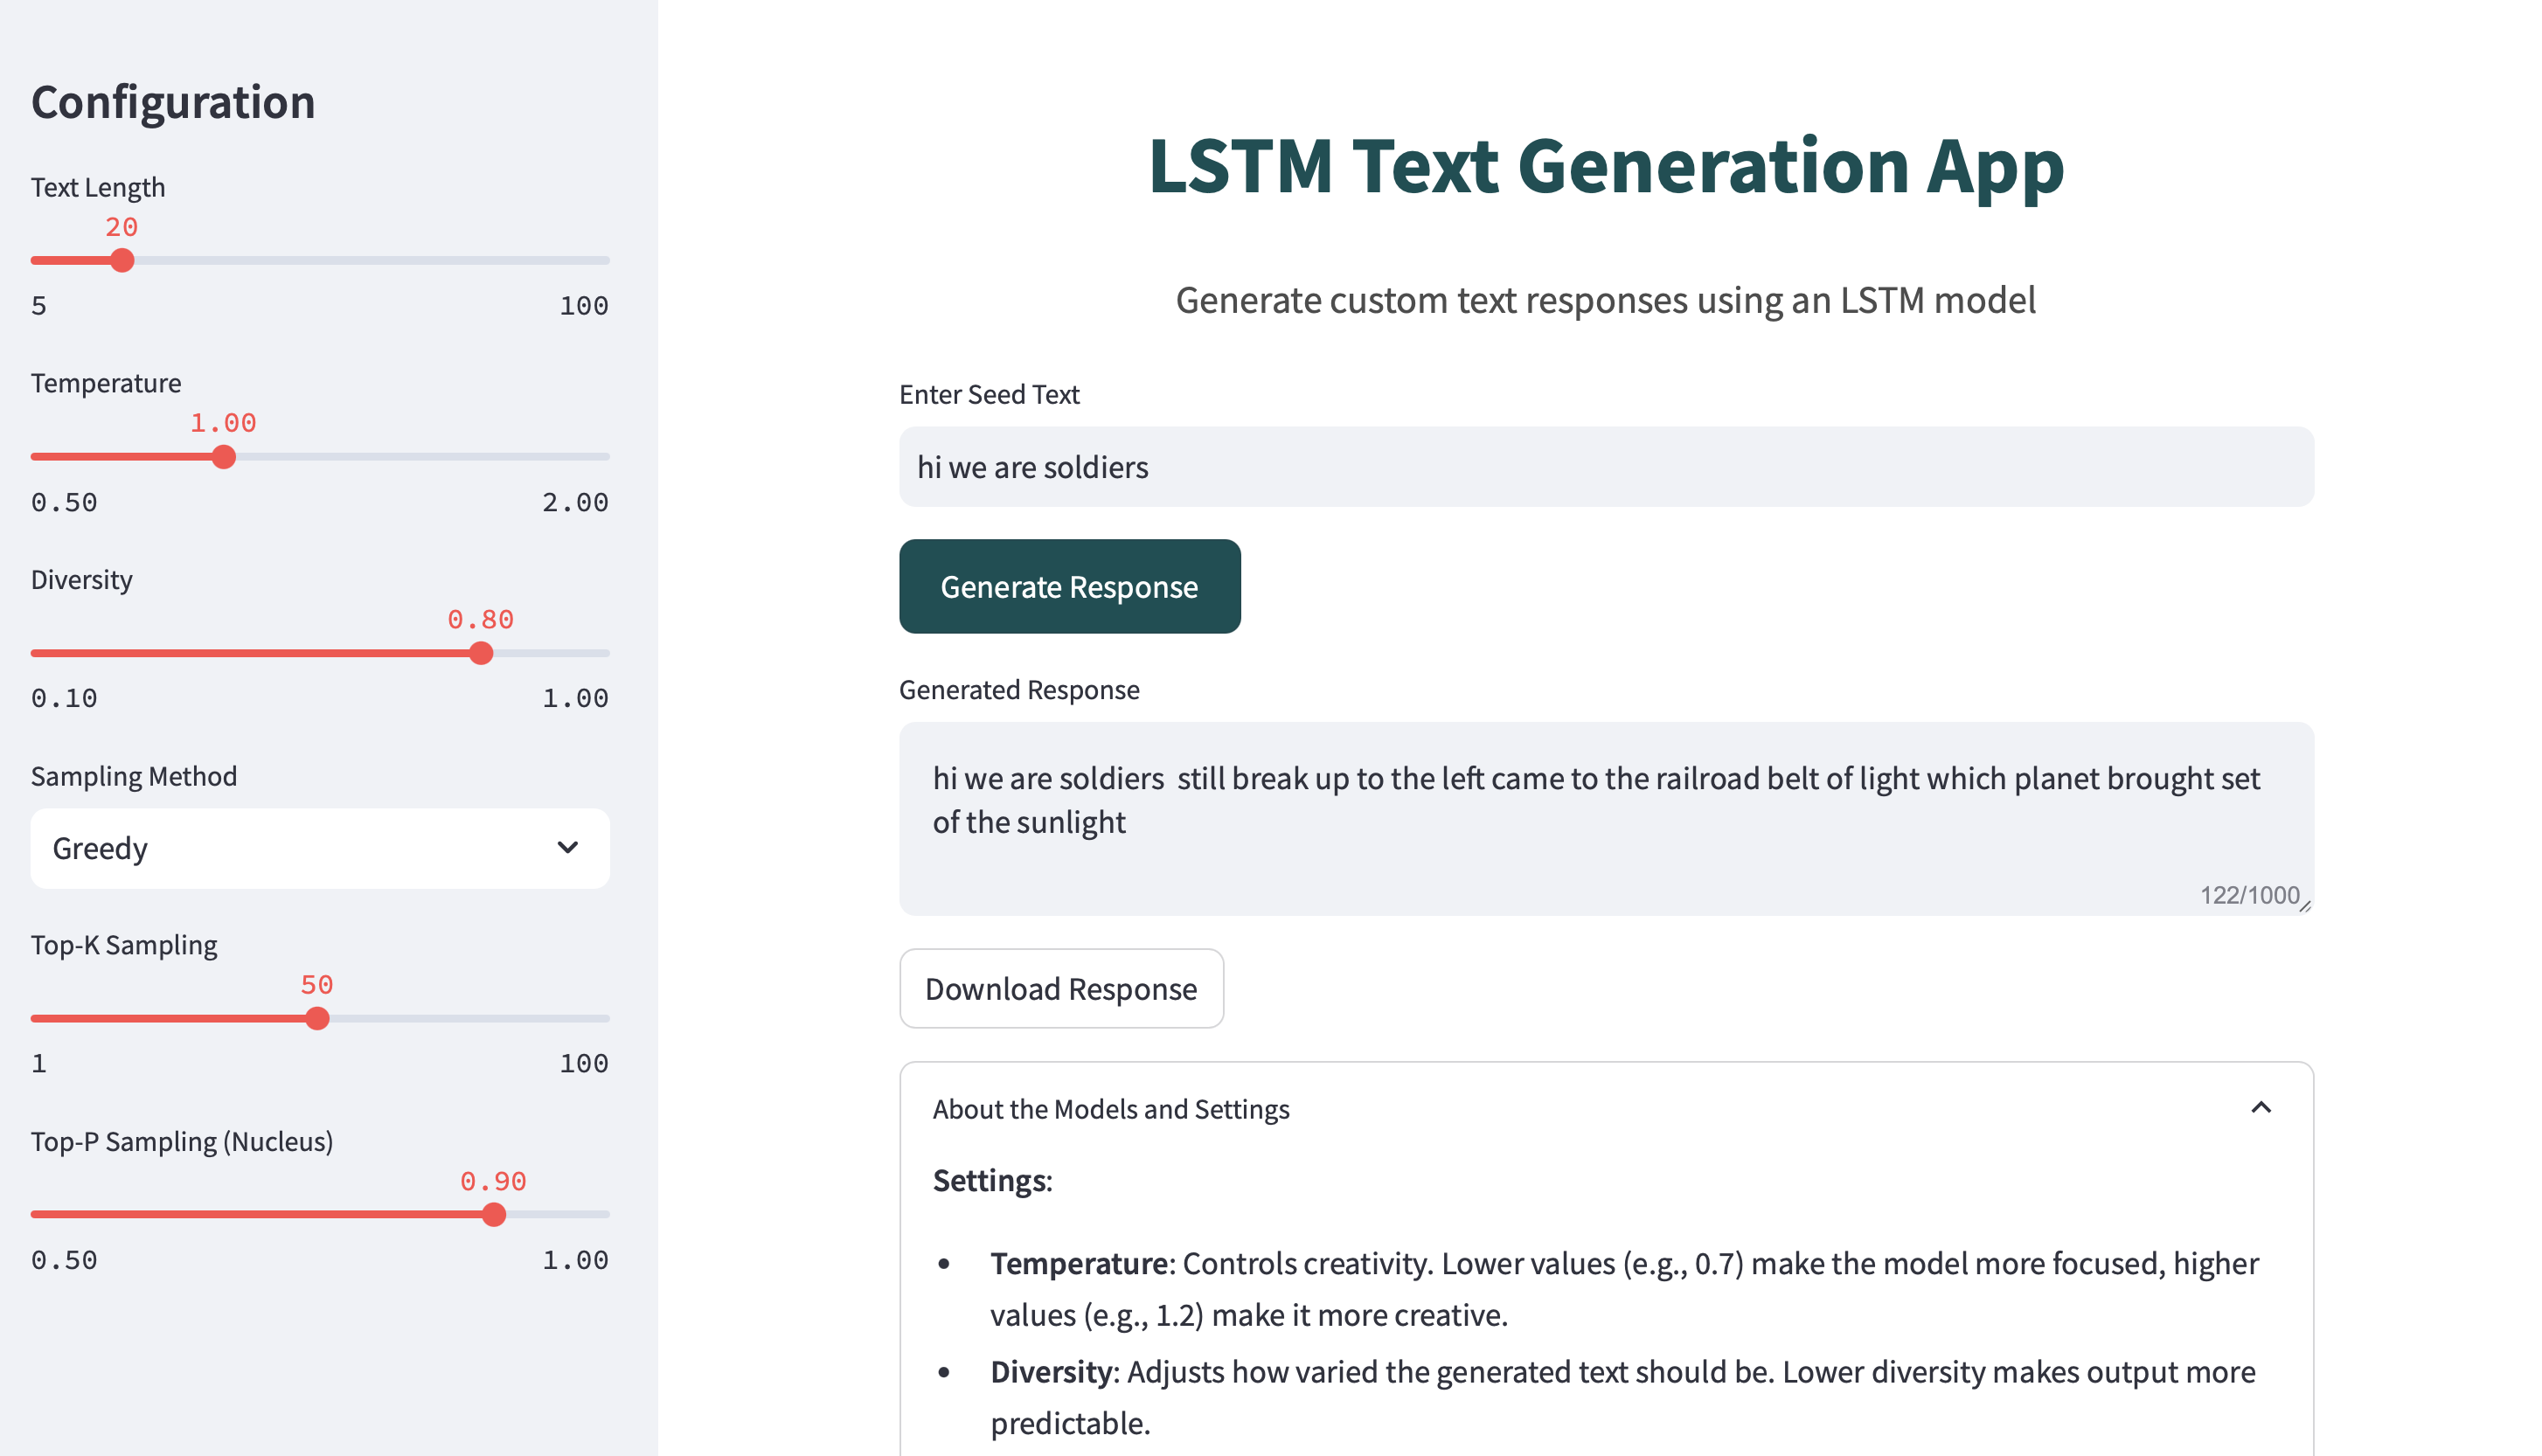 Configuration
Text Length
20
5 100
Temperature
1.00
0.50 2.00
Diversity
0.80
0.10 1.00
Sampling Method
Greedy
Top-K Sampling
50
1 100
Top-P Sampling (Nucleus)
0.90
0.50 1.00
LSTM Text Generation App
Generate custom text responses using an LSTM model
Enter Seed Text
hi we are soldiers
Generate Response
Generated Response
hi we are soldiers  still break up to the left came to the railroad belt of light which planet brought set
of the sunlight
122/1000
Download Response
About the Models and Settings
Settings:
• Temperature: Controls creativity. Lower values (e.g., 0.7) make the model more focused, higher
values (e.g., 1.2) make it more creative.
• Diversity: Adjusts how varied the generated text should be. Lower diversity makes output more
predictable.